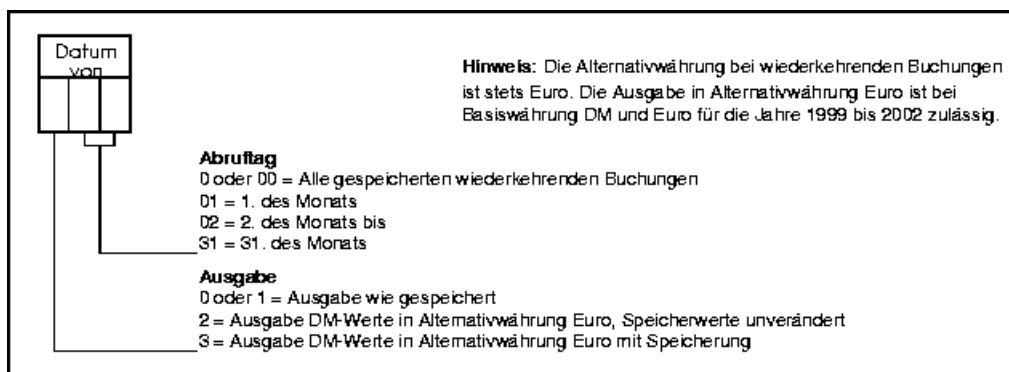 Datum
von
Hinweis: Die Alternativwährung bei wiederkehrenden Buchungen
ist stets Euro. Die Ausgabe in Alternativwährung Euro ist bei
Basiswährung DM und Euro für die Jahre 1999 bis 2002 zulässig.
Abruftag
0 oder 00 = Alle gespeicherten wiederkehrenden Buchungen
01 = 1. des Monats
02 = 2. des Monats bis
31 = 31. des Monats
Ausgabe
0 oder 1 = Ausgabe wie gespeichert
2 = Ausgabe DM-Werte in Alternativwährung Euro, Speicherwerte unverändert
3 = Ausgabe DM-Werte in Alternativwährung Euro mit Speicherung